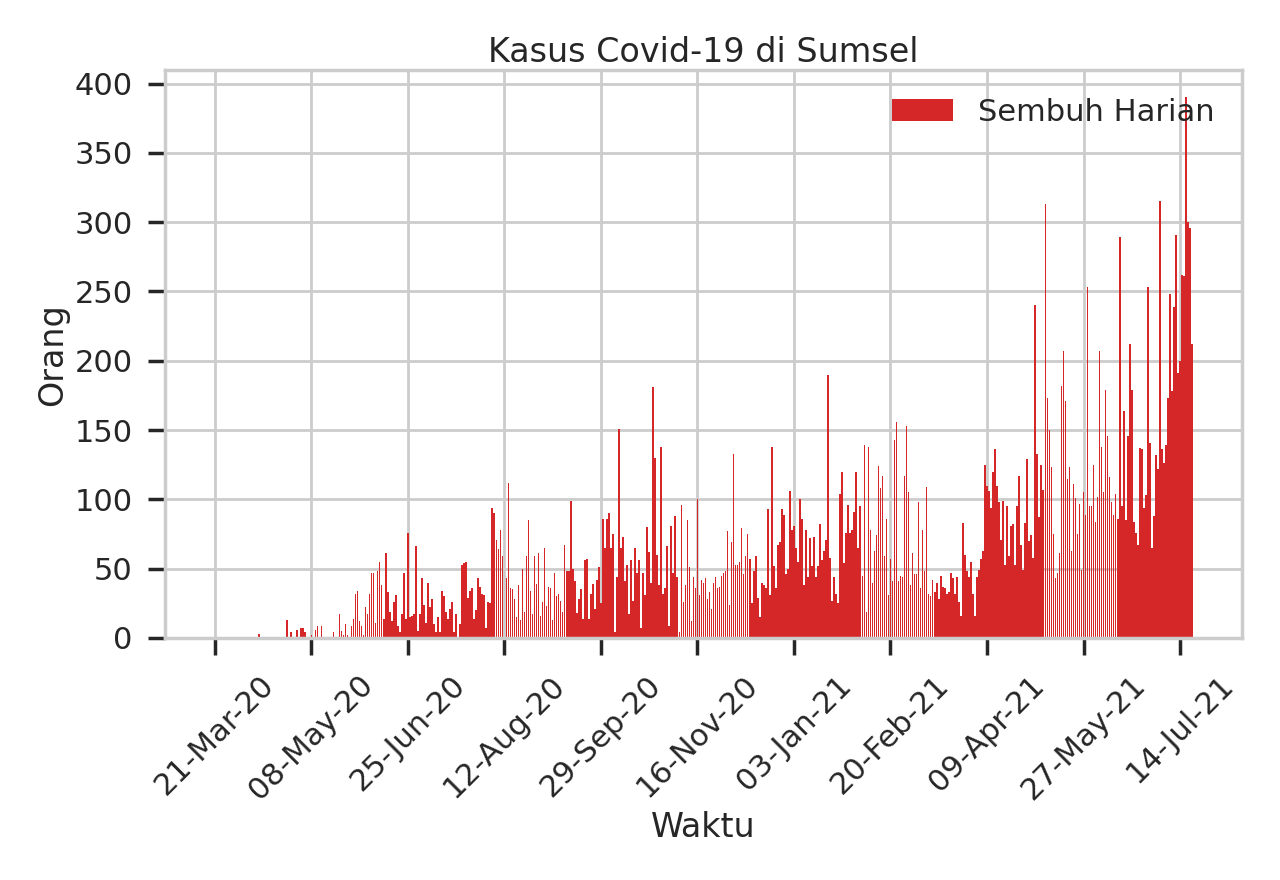 Kasus Covid-19 di Sumsel
Sembuh Harian
400
350
300
250
200
150
100
50
0
Orang
21-Mar-20
08-May-20
25-Jun-20
12-Aug-20
29-Sep-20
16-Nov-20
03-Jan-21
20-Feb-21
09-Apr-21
27-May-21
14-Jul-21
Waktu